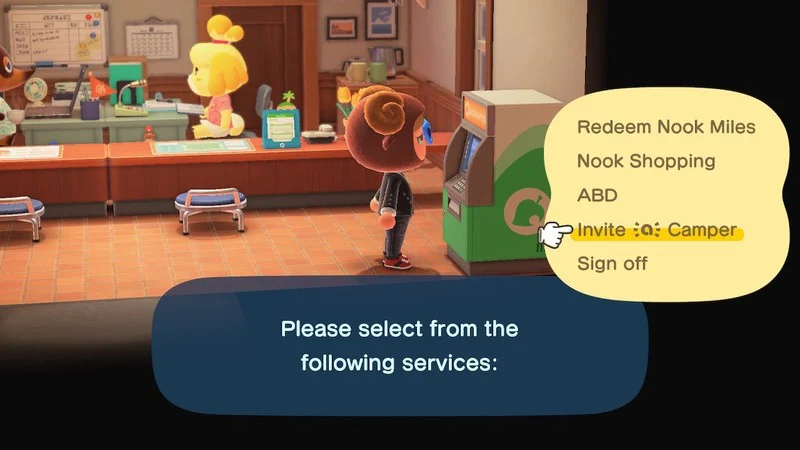 Redeem Nook Miles
Nook Shopping
ABD
Invite a Camper
Sign off
Please select from the
following services: